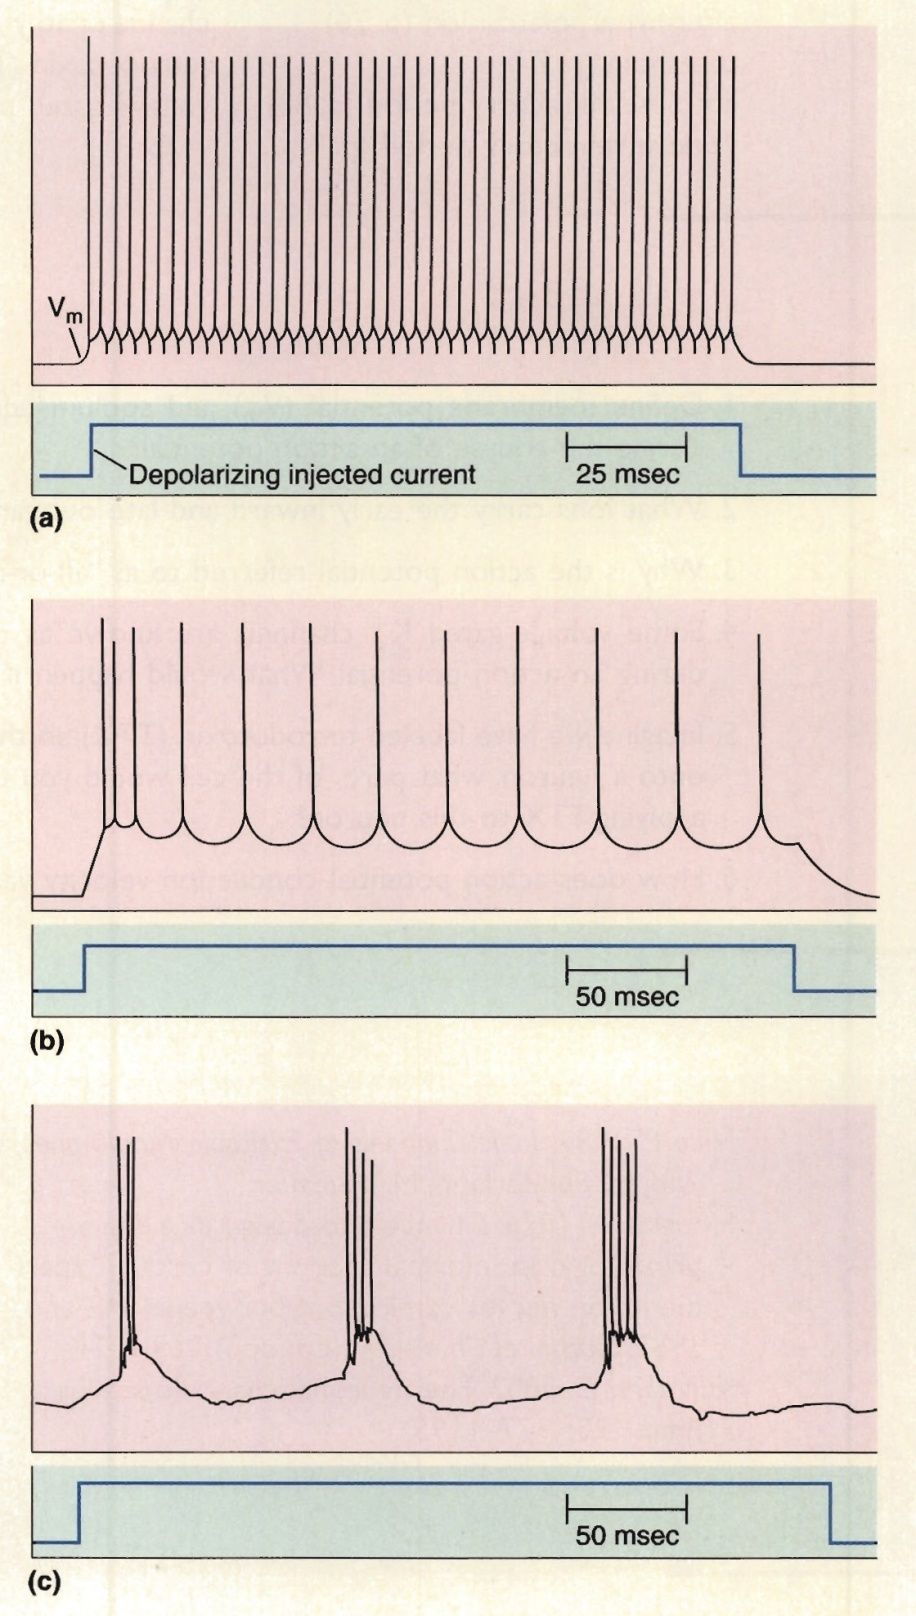 Vm
Depolarizing injected current
25 msec
(a)
50 msec
(b)
50 msec
(c)